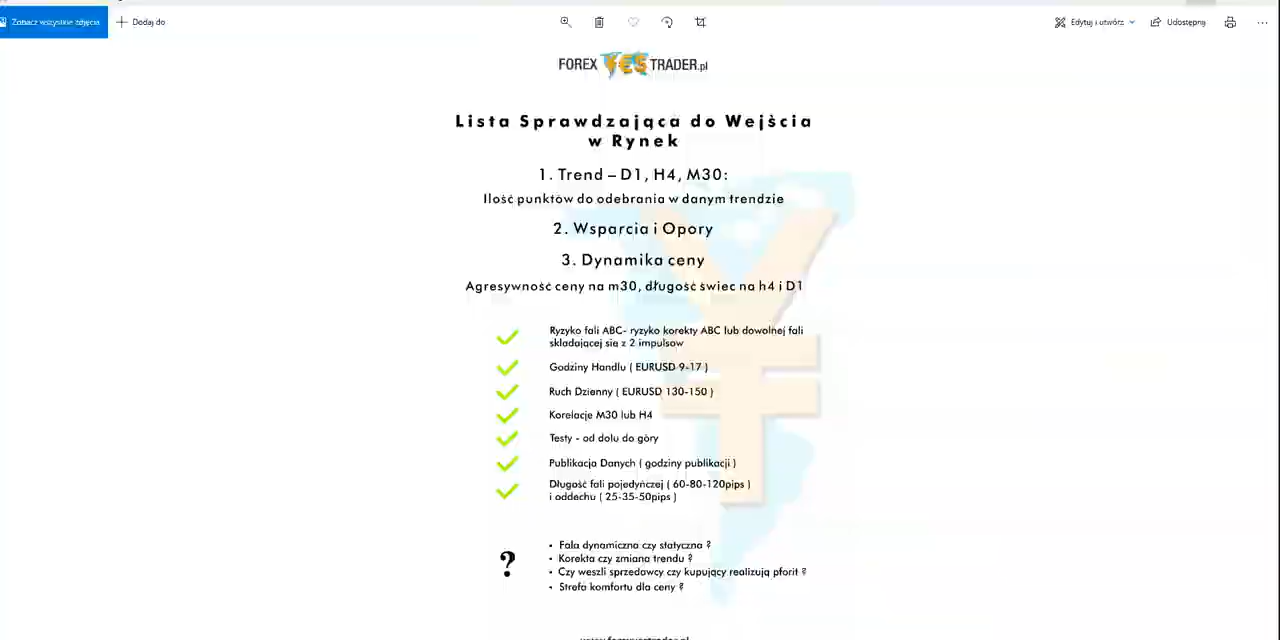 Zobacz wszystkie zdjęcia
Dodaj do
Edytuj i utwórz
Udostępnij
FOREX YES TRADER.pl
Lista Sprawdzająca do Wejścia
w Rynek
1. Trend – D1, H4, M30:
Ilość punktów do odebrania w danym trendzie
2. Wsparcia i Opory
3. Dynamika ceny
Agresywność ceny na m30, długość świec na h4 i D1
Ryzyko fali ABC- ryzyko korekty ABC lub dowolnej fali
składającej się z 2 impulsow
Godziny Handlu ( EURUSD 9-17 )
Ruch Dzienny ( EURUSD 130-150 )
Korelacje M30 lub H4
Testy - od dolu do góry
Publikacja Danych ( godziny publikacji )
Długość fali pojedyńczej ( 60-80-120pips )
i oddechu ( 25-35-50pips )
?
• Fala dynamiczna czy statyczna ?
• Korekta czy zmiana trendu ?
• Czy weszli sprzedawcy czy kupujący realizują pforit ?
• Strefa komfortu dla ceny ?